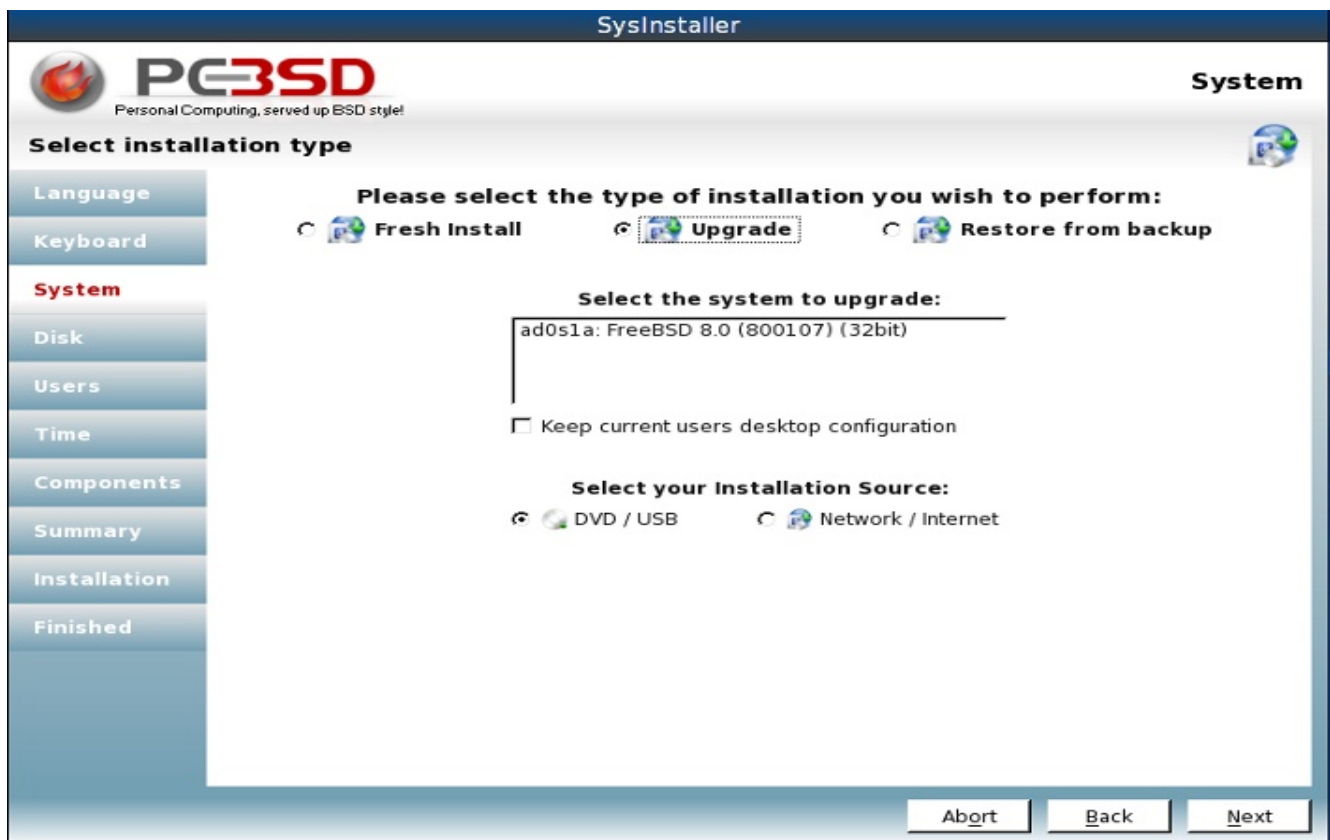 SysInstaller
PCBSD
Personal Computing, served up BSD style!
System
Select installation type
Language
Keyboard
System
Disk
Users
Time
Components
Summary
Installation
Finished
Please select the type of installation you wish to perform:
Fresh Install Upgrade Restore from backup
Select the system to upgrade:
ad0s1a: FreeBSD 8.0 (800107) (32bit)
Keep current users desktop configuration
Select your Installation Source:
DVD / USB Network / Internet
Abort Back Next